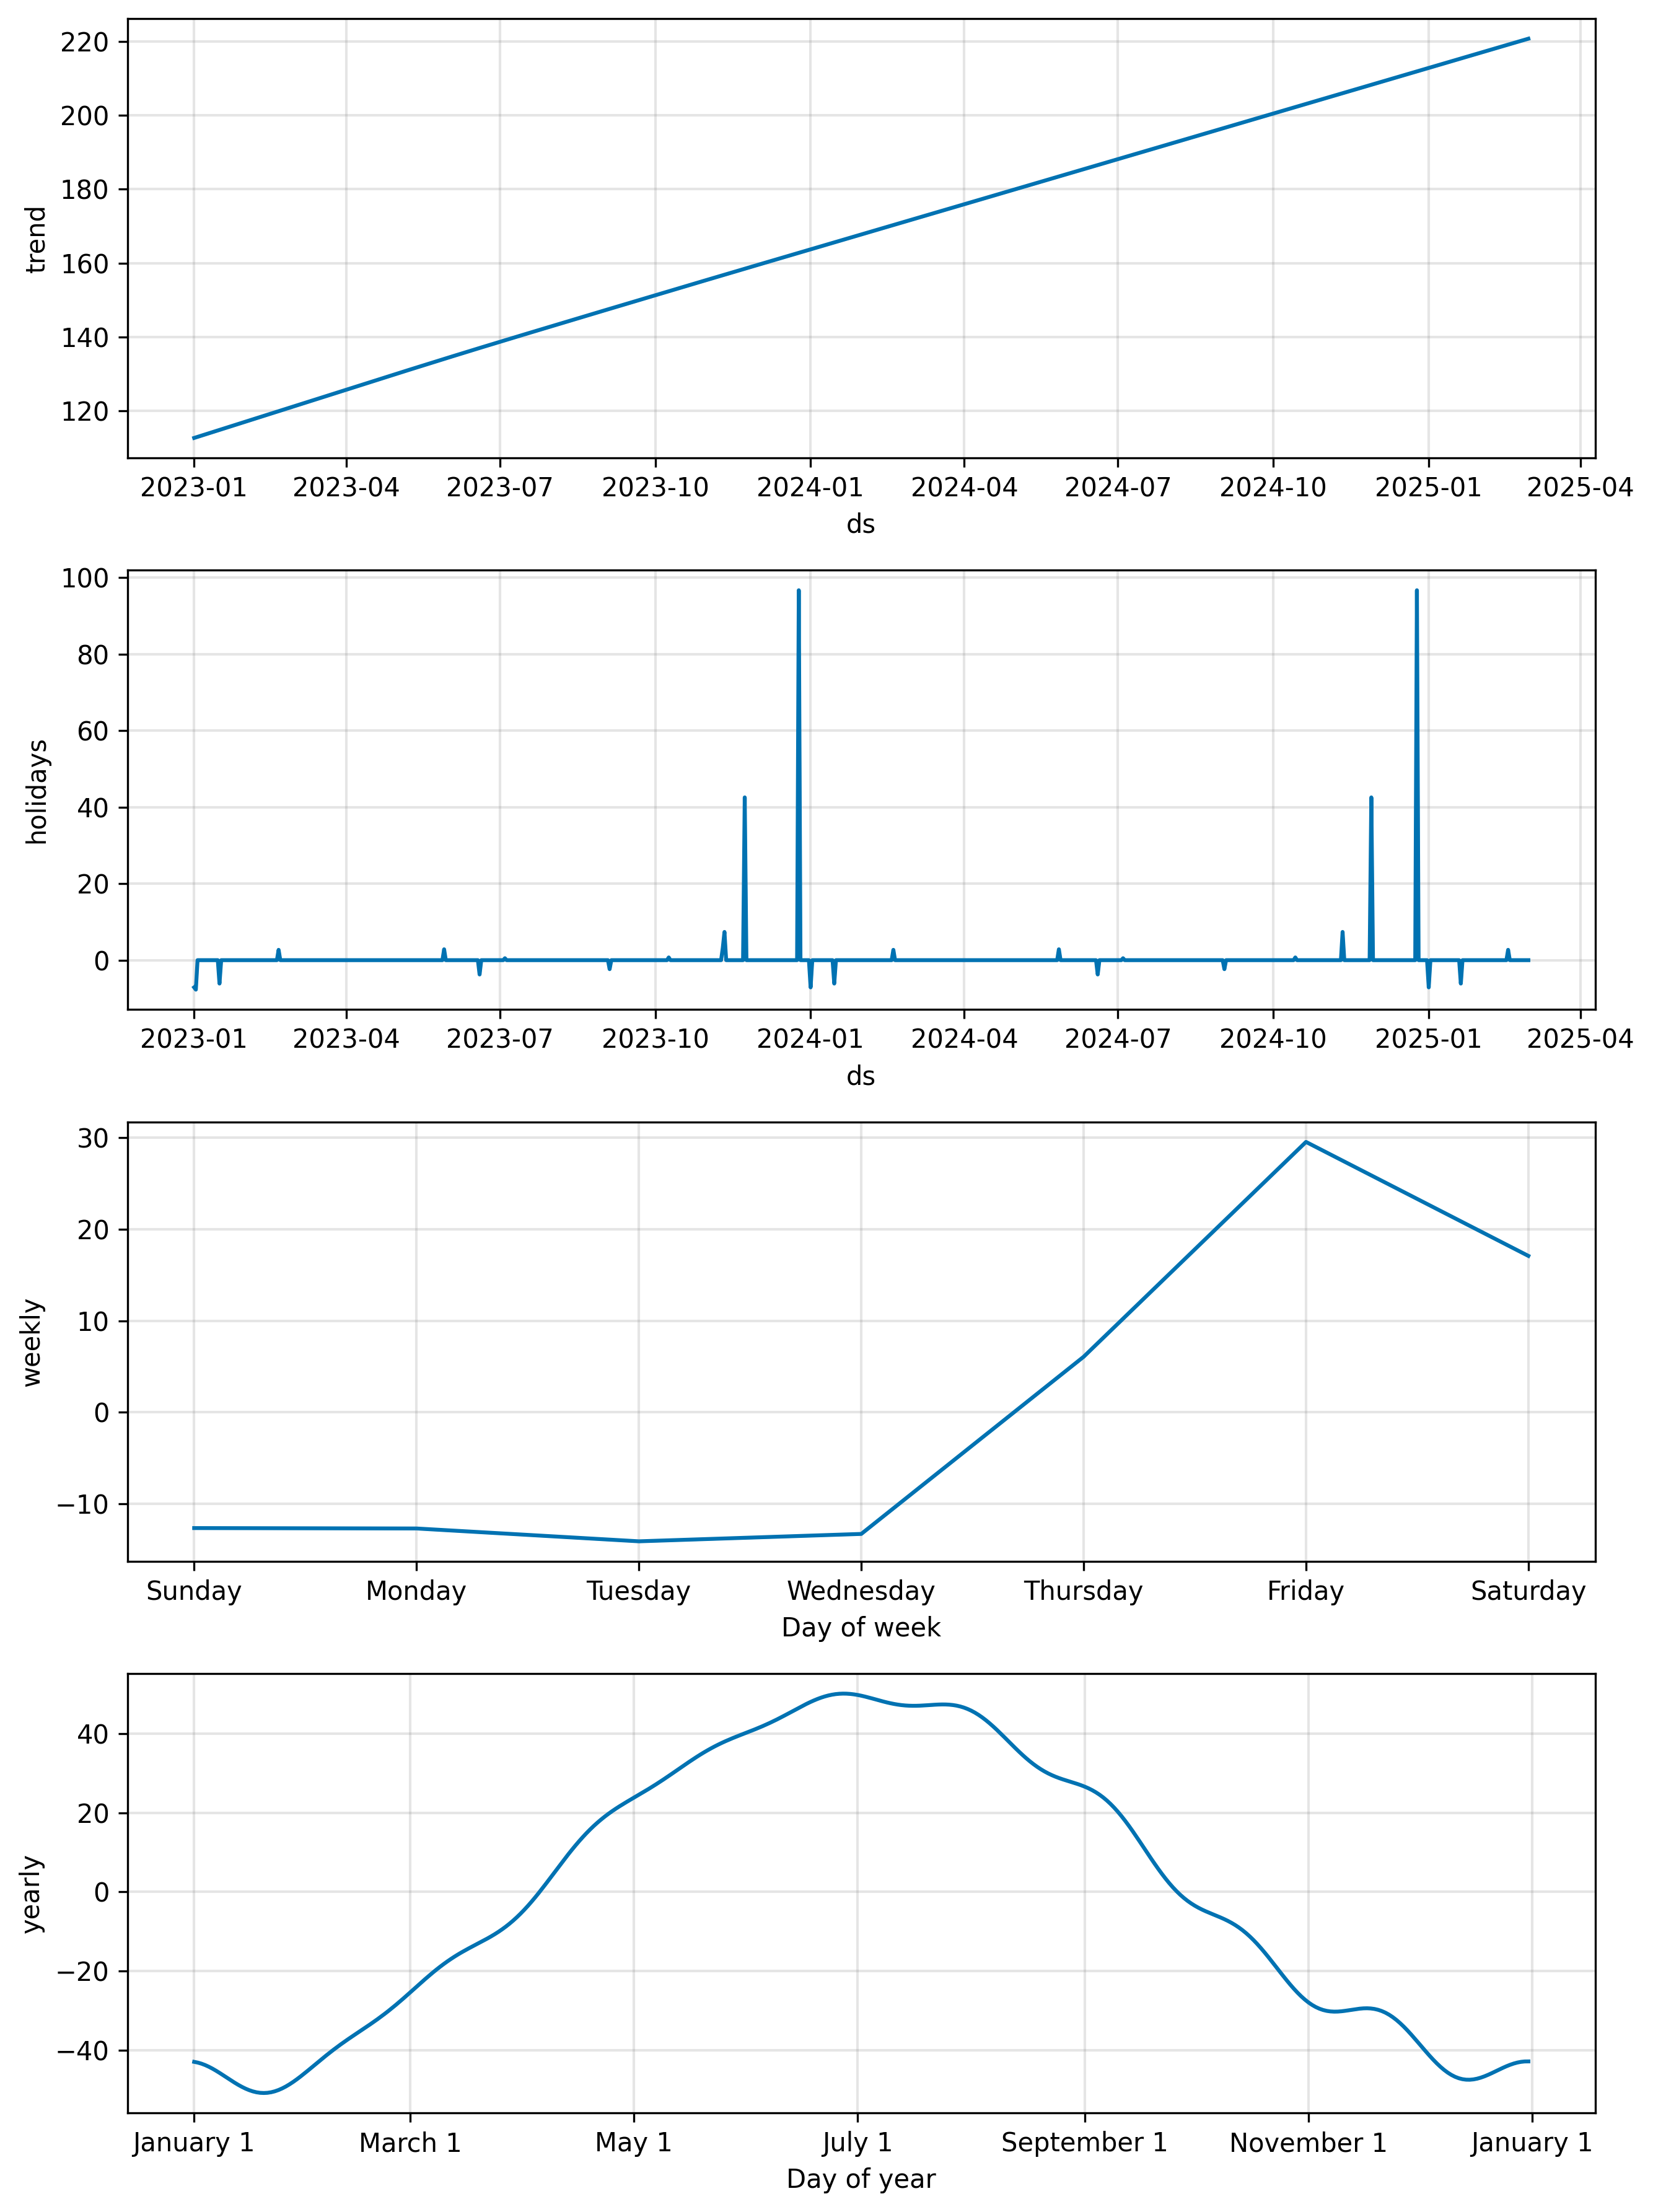 220
200
180
160
140
120
trend
2023-01 2023-04 2023-07 2023-10 2024-01 2024-04 2024-07 2024-10 2025-01 2025-04
ds
100
80
60
40
20
0
holidays
2023-01 2023-04 2023-07 2023-10 2024-01 2024-04 2024-07 2024-10 2025-01 2025-04
ds
30
20
10
0
−10
weekly
Sunday Monday Tuesday Wednesday Thursday Friday Saturday
Day of week
40
20
0
−20
−40
yearly
January 1 March 1 May 1 July 1 September 1 November 1 January 1
Day of year